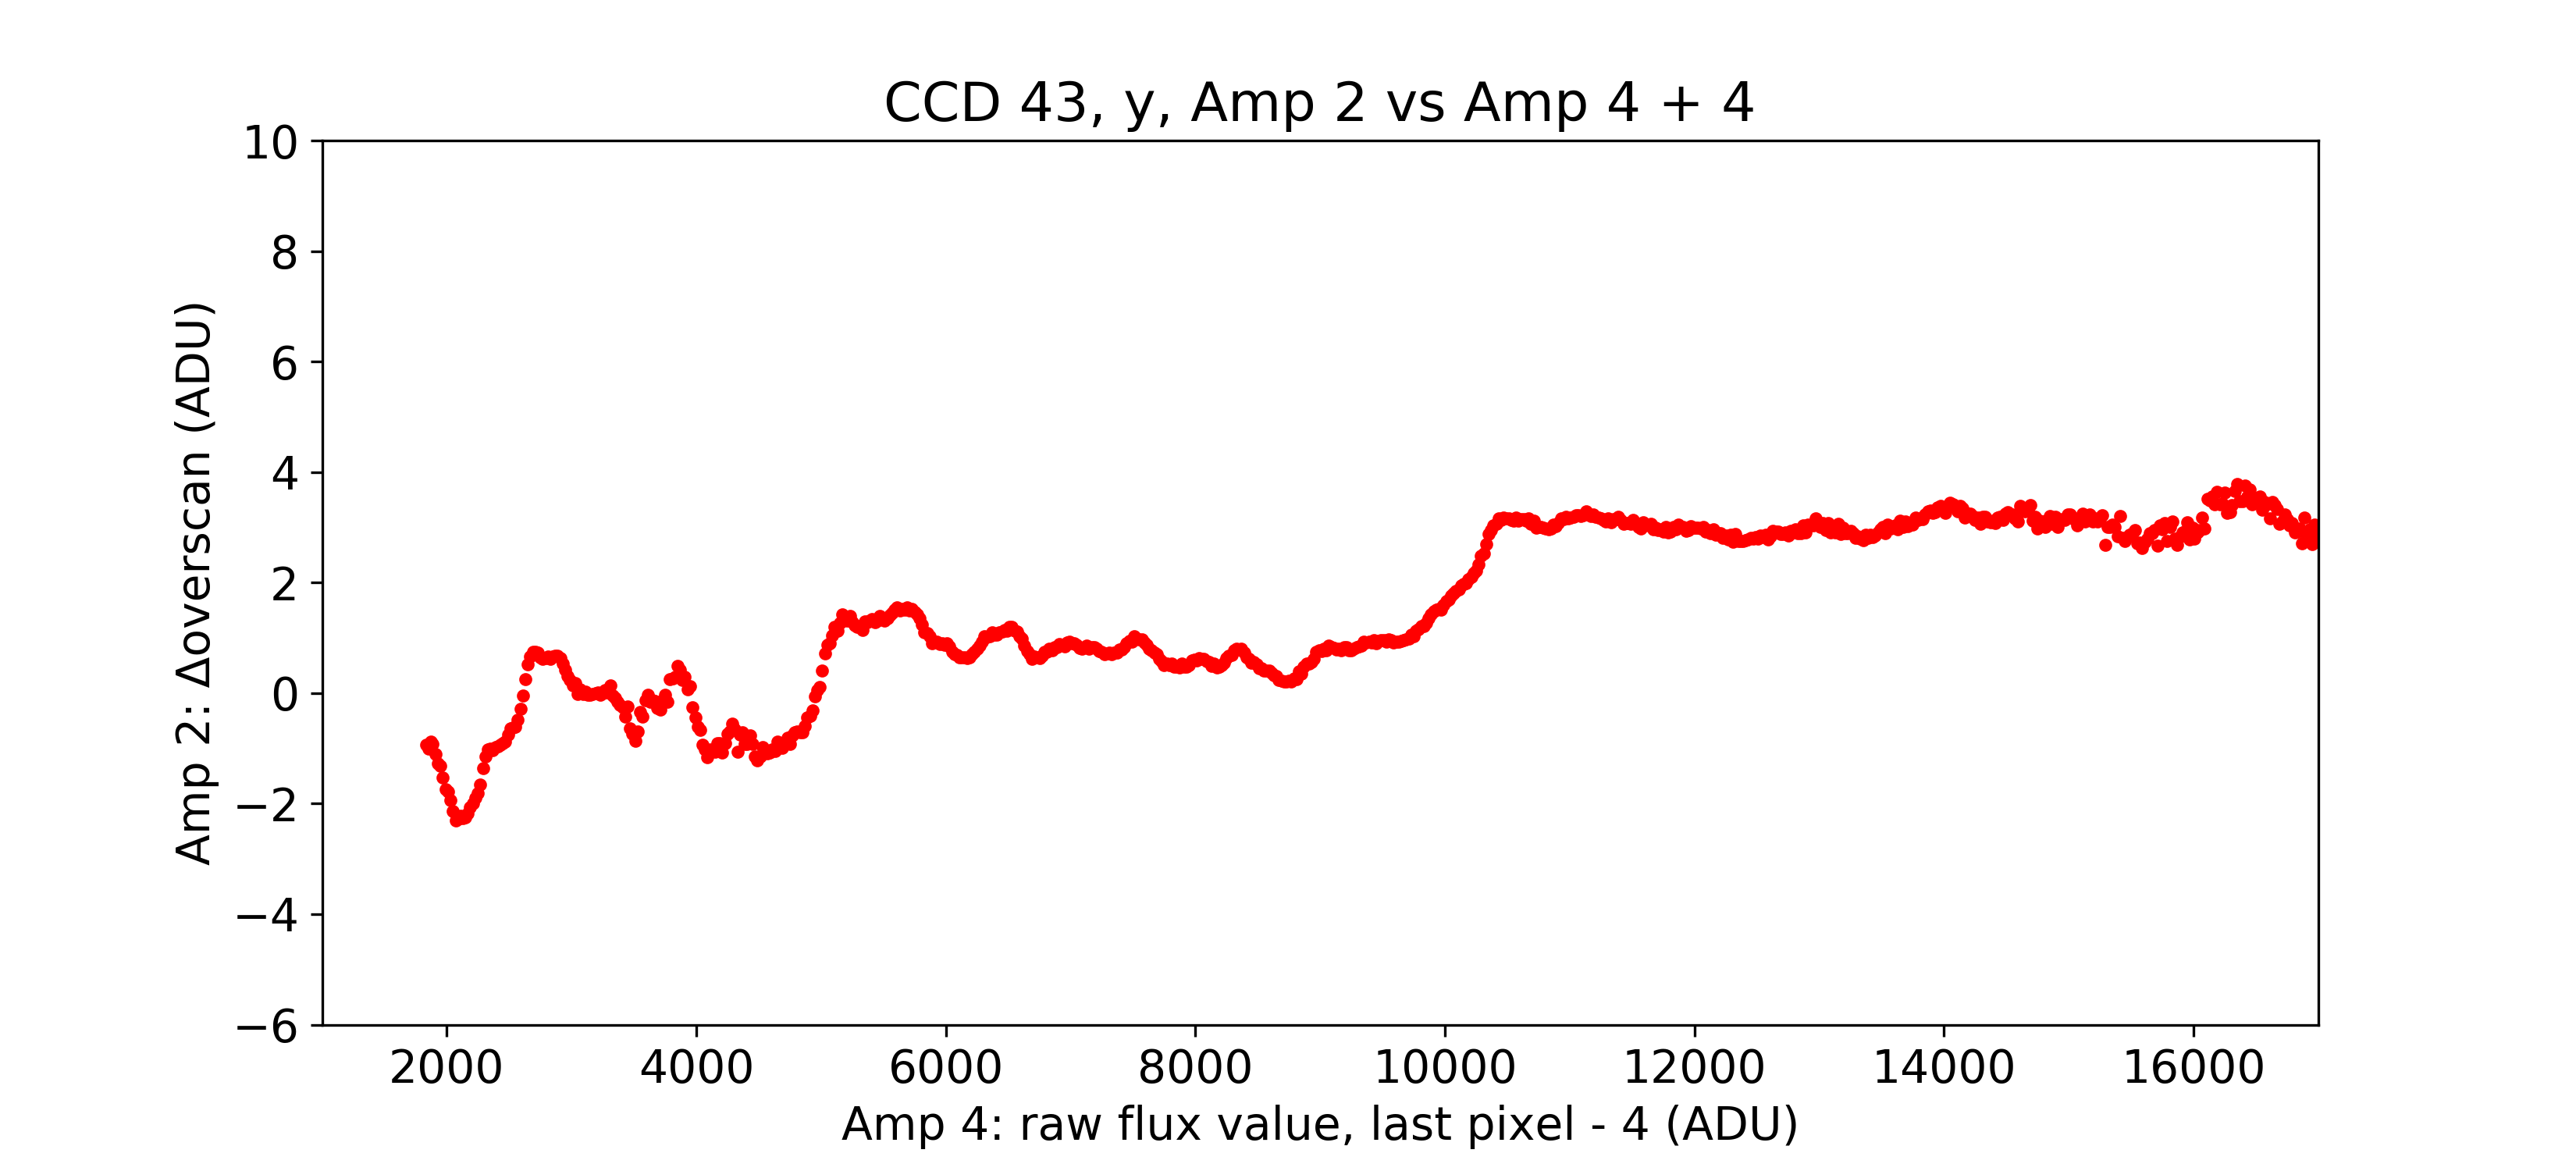 CCD 43, y, Amp 2 vs Amp 4 + 4
10
8
6
4
2
0
−2
−4
−6
Amp 2: Δoverscan (ADU)
2000 4000 6000 8000 10000 12000 14000 16000
Amp 4: raw flux value, last pixel - 4 (ADU)